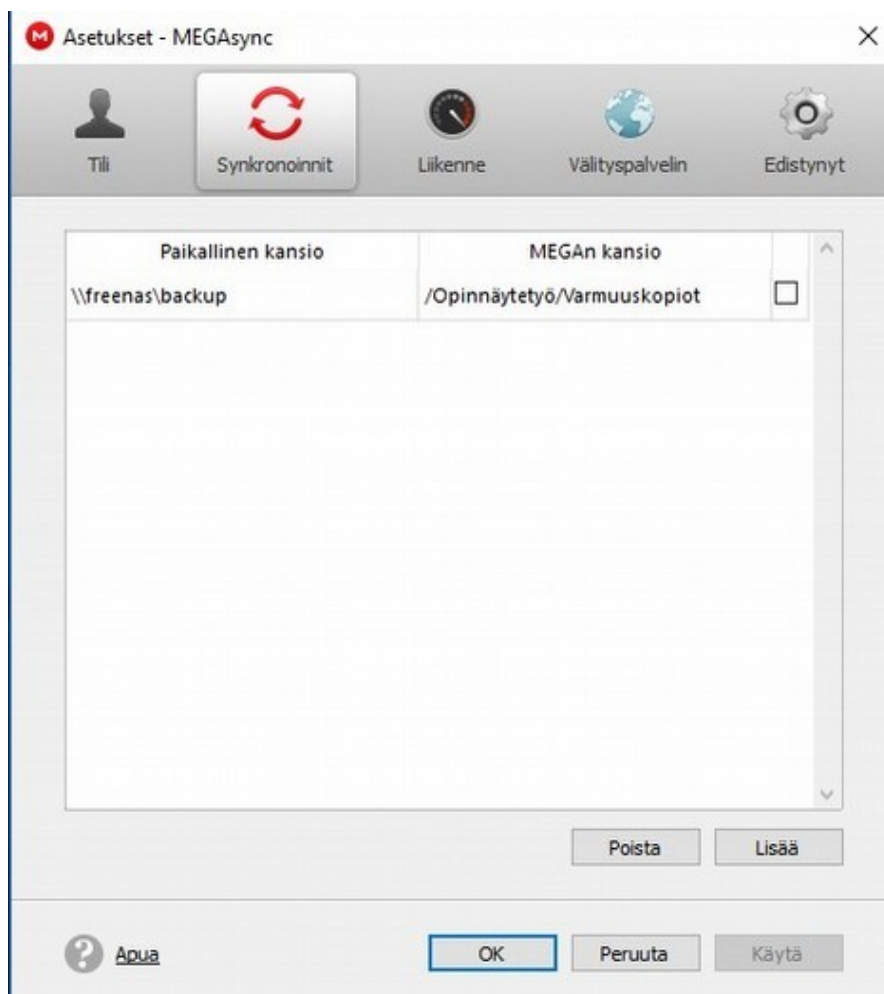 Asetukset - MEGAsync
Tili Synkronoinnit Liikenne Välityspalvelin Edistynyt
Paikallinen kansio MEGAn kansio
\\freenas\backup /Opinnäytetyö/Varmuuskopiot
Poista Lisää
Apua OK Peruuta Käytä